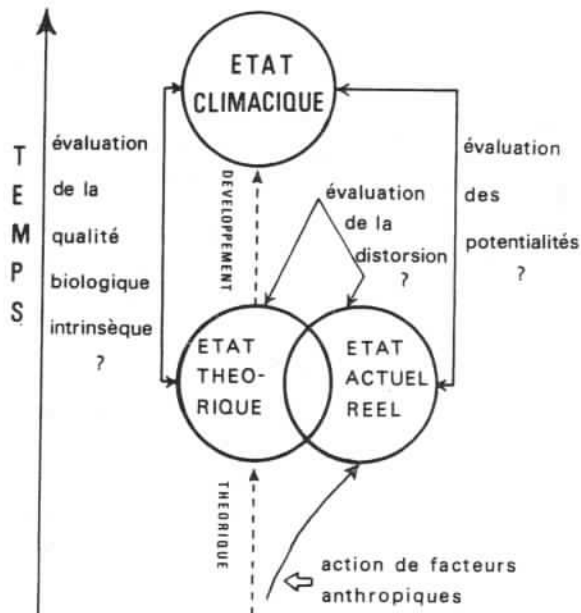 ETAT
CLIMACIQUE
TEMPS
évaluation
de la
qualité
biologique
intrinsèque
?
DEVELOPPEMENT
évaluation
de la
distorsion
?
évaluation
des
potentialités
?
ETAT
THEO-
RIQUE
ETAT
ACTUEL
REEL
THEORIQUE
action de facteurs
anthropiques